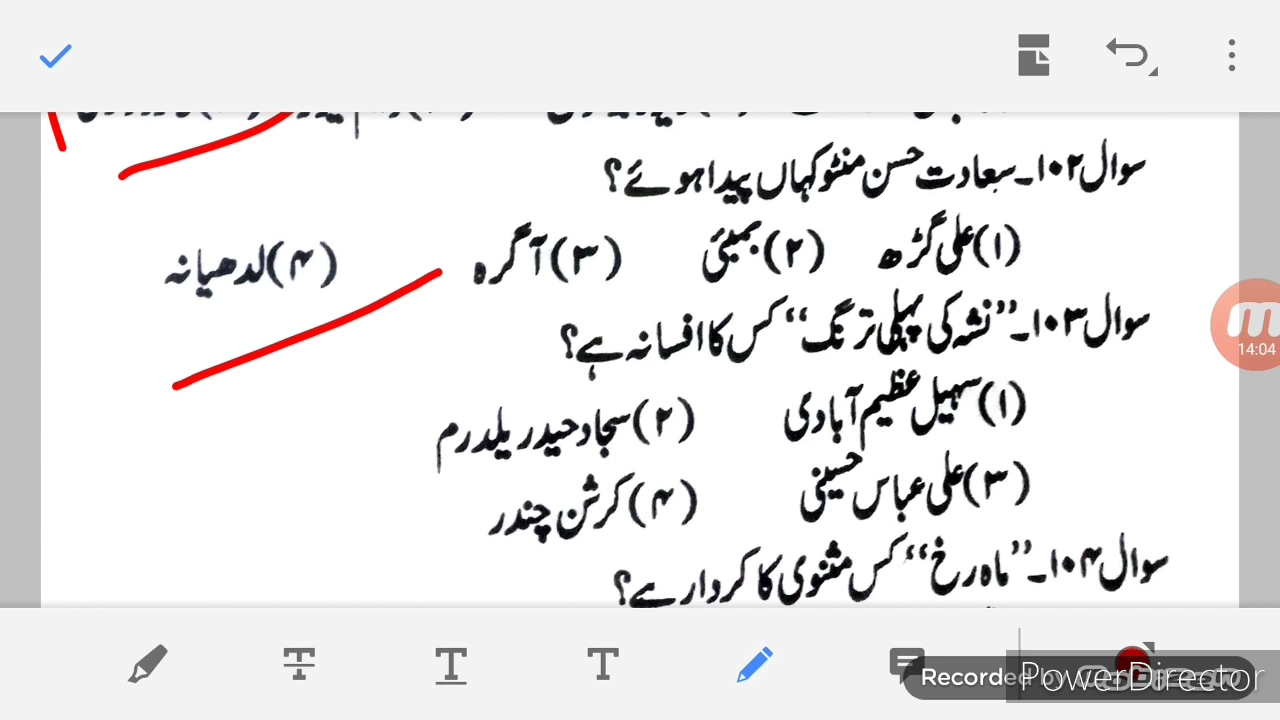 سوال ۱۰۲۔ سعادت حسن منٹو کہاں پیدا ہوئے؟
(۱) علی گڑھ (۲) بمبئی (۳) آگرہ (۴) لدھیانہ
سوال ۱۰۳۔ ”نشہ کی پہلی ترنگ“ کس کا افسانہ ہے؟
(۱) سہیل عظیم آبادی (۲) سجاد حیدر یلدرم
(۳) علی عباس حسینی (۴) کرشن چندر
سوال ۱۰۴۔ ”ماہ رخ“ کس مثنوی کا کردار ہے؟
14:04
T T T
Recorded by
PowerDirector